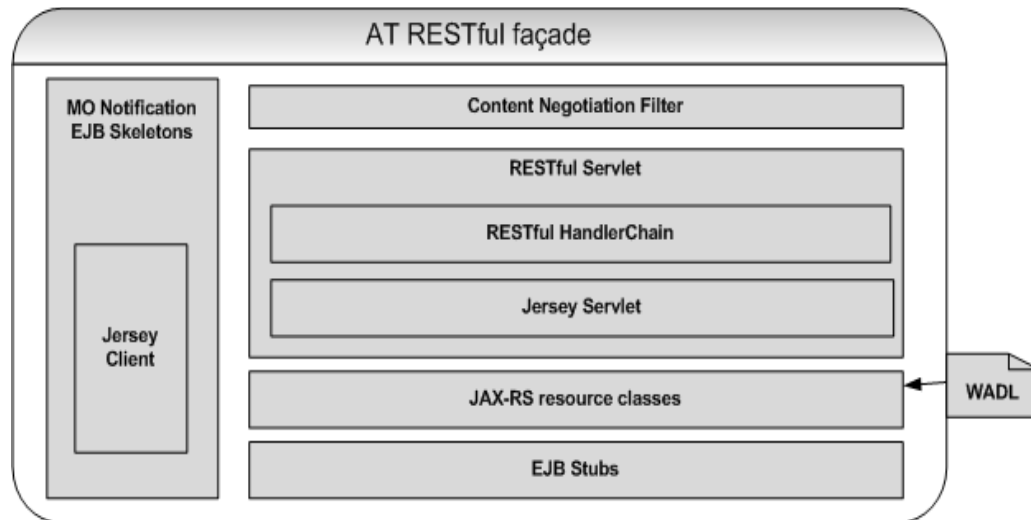 AT RESTful façade
MO Notification
EJB Skeletons
Jersey
Client
Content Negotiation Filter
RESTful Servlet
RESTful HandlerChain
Jersey Servlet
JAX-RS resource classes
EJB Stubs
WADL